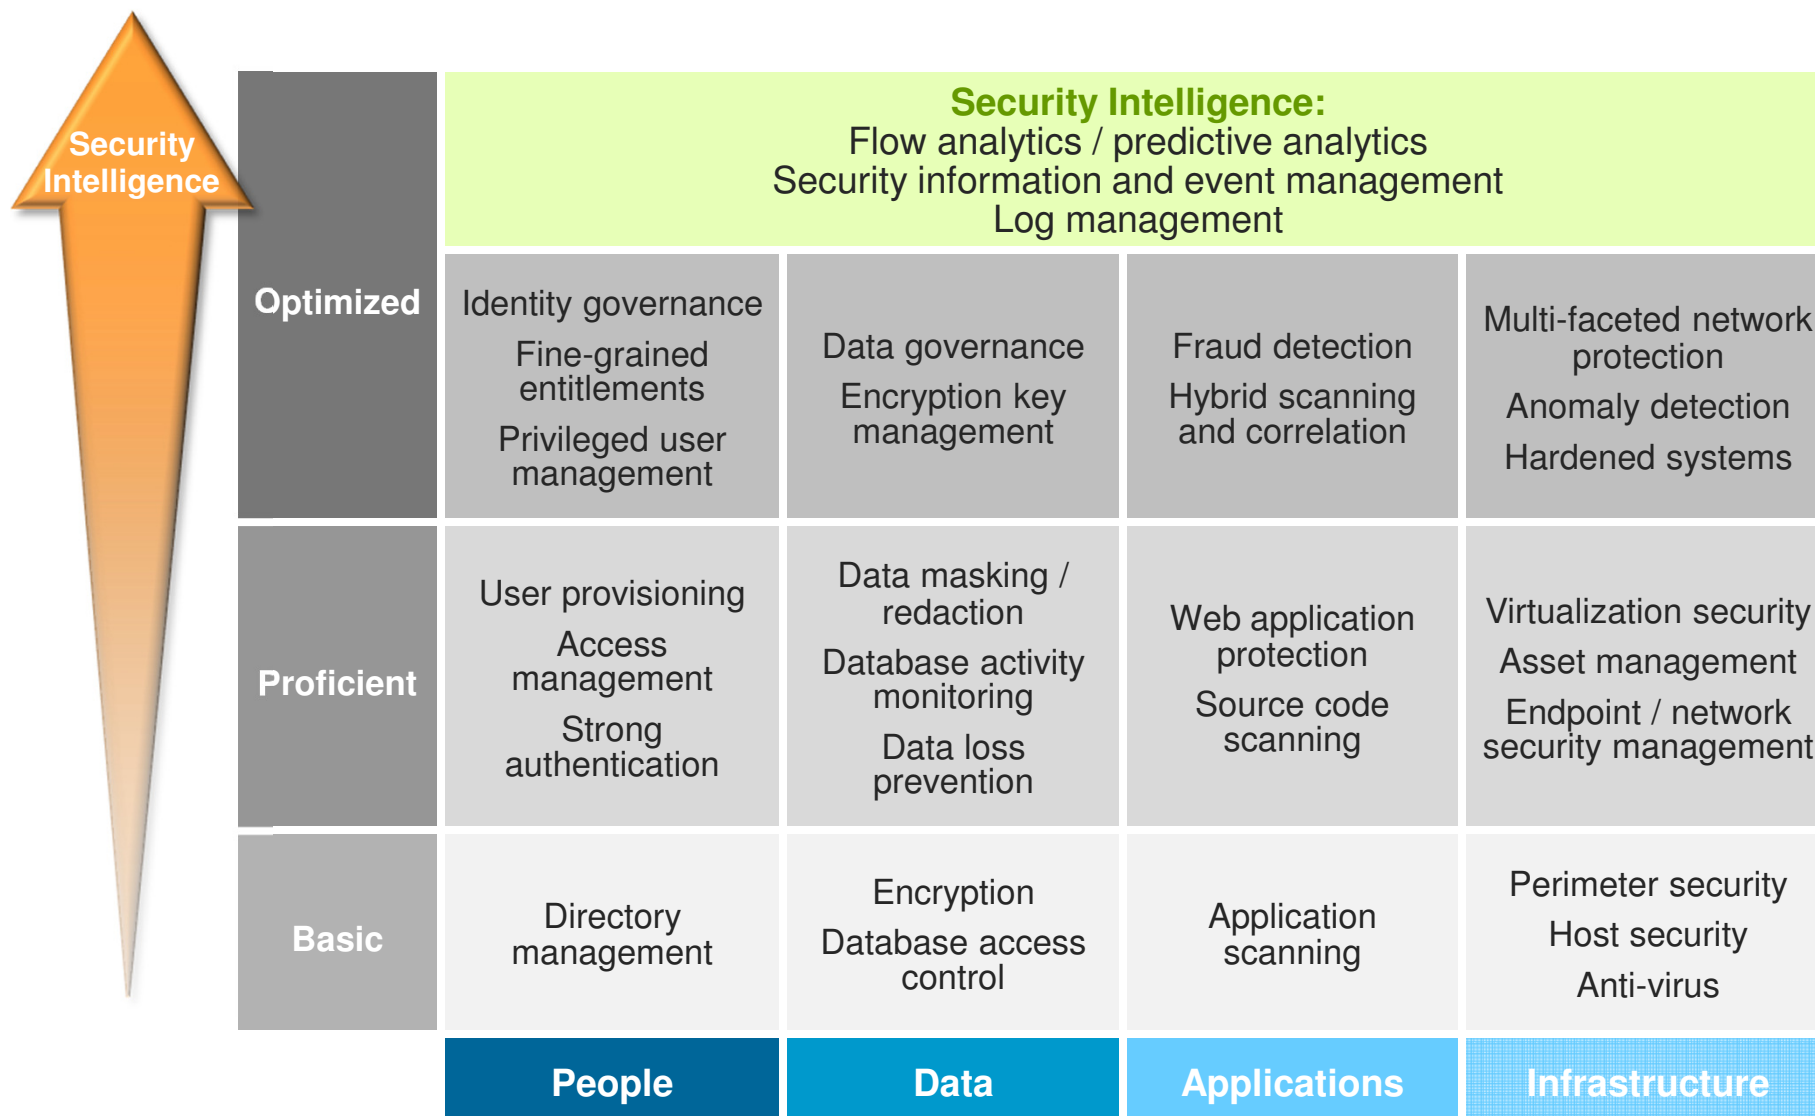 Security
Intelligence
Security Intelligence:
Flow analytics / predictive analytics
Security information and event management
Log management
Optimized
Identity governance
Fine-grained
entitlements
Privileged user
management
Data governance
Encryption key
management
Fraud detection
Hybrid scanning
and correlation
Multi-faceted network
protection
Anomaly detection
Hardened systems
Proficient
User provisioning
Access
management
Strong
authentication
Data masking /
redaction
Database activity
monitoring
Data loss
prevention
Web application
protection
Source code
scanning
Virtualization security
Asset management
Endpoint / network
security management
Basic
Directory
management
Encryption
Database access
control
Application
scanning
Perimeter security
Host security
Anti-virus
People
Data
Applications
Infrastructure